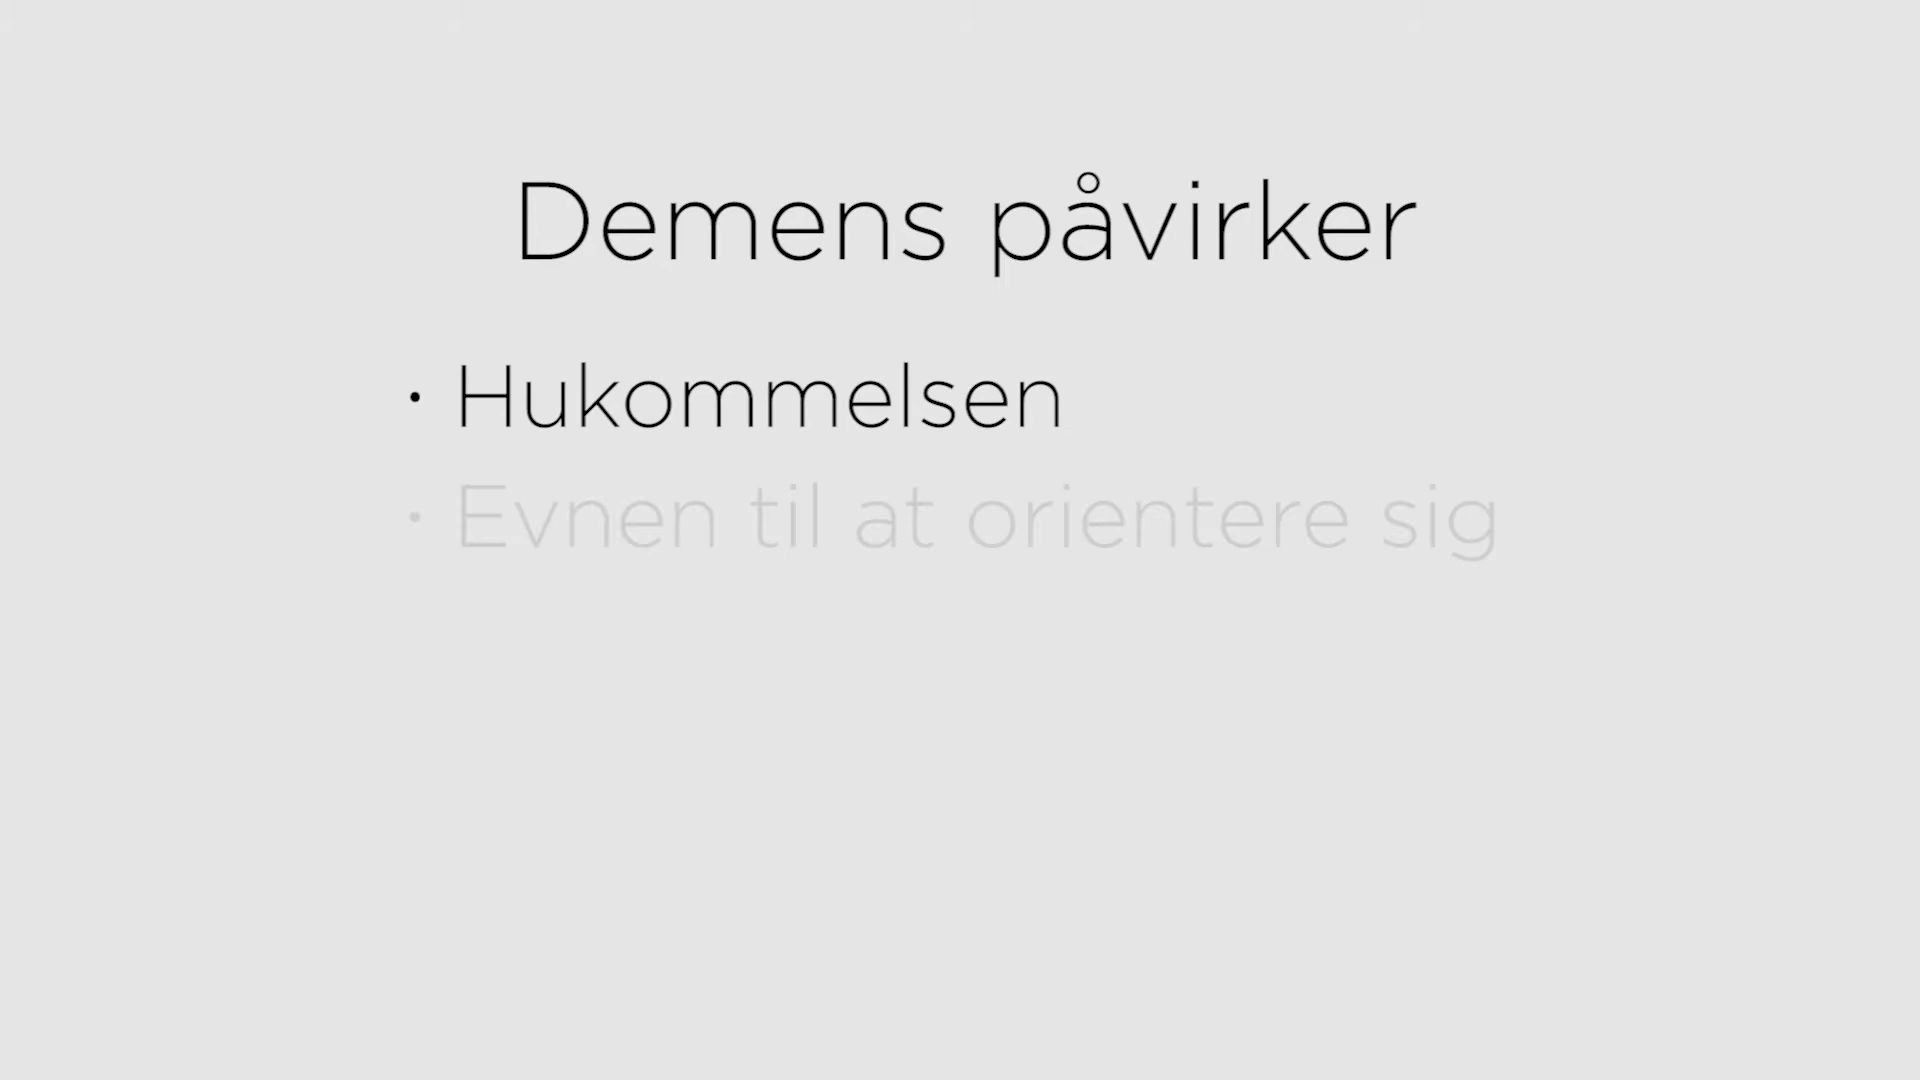 Demens påvirker
• Hukommelsen
• Evnen til at orientere sig